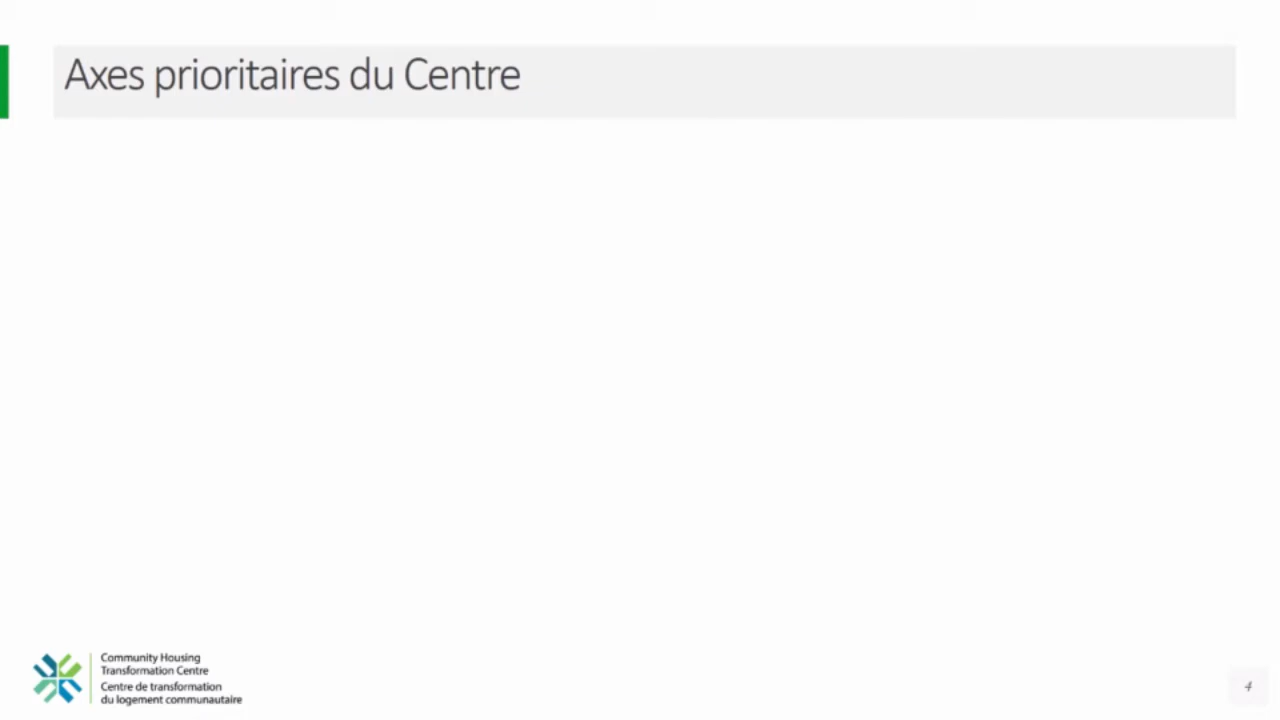 Axes prioritaires du Centre
Community Housing
Transformation Centre
Centre de transformation
du logement communautaire
4